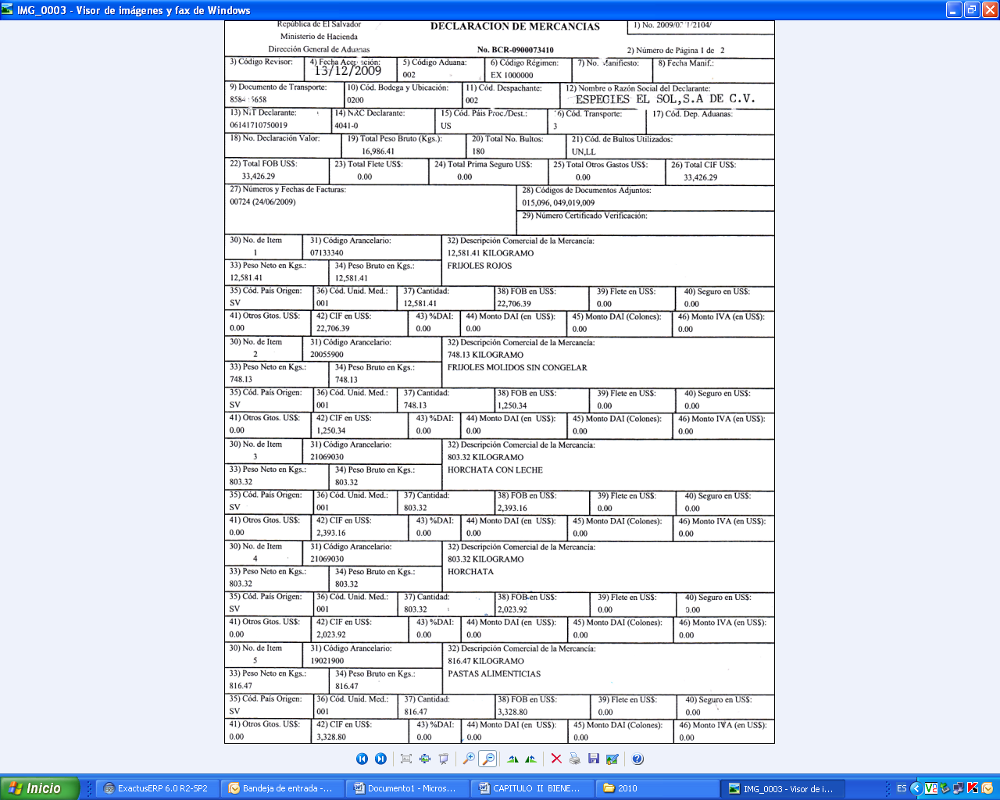 IMG_0003 - Visor de imágenes y fax de Windows
República de El Salvador
Ministerio de Hacienda
Dirección General de Aduanas
DECLARACION DE MERCANCIAS
No. BCR-0900073410
1) No. 2009/ /2104/
2) Número de Página 1 de 2
3) Código Revisor: 4) Fecha Aceptación: 5) Código Aduana: 6) Código Régimen: 7) No. Manifiesto: 8) Fecha Manif.:
13/12/2009 002 EX 1000000
9) Documento de Transporte: 10) Cód. Bodega y Ubicación: 11) Cód. Despachante: 12) Nombre o Razón Social del Declarante:
0200 002 ESPECIES EL SOL,S.A DE C.V.
13) NIT Declarante: 14) NRC Declarante: 15) Cód. Páis Proc./Dest.: 16) Cód. Transporte: 17) Cód. Dep. Aduanas:
06141710750019 4041-0 US 3
18) No. Declaración Valor: 19) Total Peso Bruto (Kgs.): 20) Total No. Bultos: 21) Cód. de Bultos Utilizados:
16,986.41 180 UN,LL
22) Total FOB US$: 23) Total Flete US$: 24) Total Prima Seguro US$: 25) Total Otros Gastos US$: 26) Total CIF US$:
33,426.29 0.00 0.00 0.00 33,426.29
27) Números y Fechas de Facturas: 28) Códigos de Documentos Adjuntos:
00724 (24/06/2009) 015,096, 049,019,009
29) Número Certificado Verificación:
30) No. de Item 31) Código Arancelario: 32) Descripción Comercial de la Mercancía:
1 07133340 12,581.41 KILOGRAMO
33) Peso Neto en Kgs.: 34) Peso Bruto en Kgs.: FRIJOLES ROJOS
12,581.41 12,581.41
35) Cód. País Origen: 36) Cód. Unid. Med.: 37) Cantidad: 38) FOB en US$: 39) Flete en US$: 40) Seguro en US$:
SV 001 12,581.41 22,706.39 0.00 0.00
41) Otros Gtos. US$: 42) CIF en US$: 43) %DAI: 44) Monto DAI (en US$): 45) Monto DAI (Colones): 46) Monto IVA (en US$):
0.00 22,706.39 0.00 0.00 0.00 0.00
30) No. de Item 31) Código Arancelario: 32) Descripción Comercial de la Mercancía:
2 20055900 748.13 KILOGRAMO
33) Peso Neto en Kgs.: 34) Peso Bruto en Kgs.: FRIJOLES MOLIDOS SIN CONGELAR
748.13 748.13
35) Cód. País Origen: 36) Cód. Unid. Med.: 37) Cantidad: 38) FOB en US$: 39) Flete en US$: 40) Seguro en US$:
SV 001 748.13 1,250.34 0.00 0.00
41) Otros Gtos. US$: 42) CIF en US$: 43) %DAI: 44) Monto DAI (en US$): 45) Monto DAI (Colones): 46) Monto IVA (en US$):
0.00 1,250.34 0.00 0.00 0.00 0.00
30) No. de Item 31) Código Arancelario: 32) Descripción Comercial de la Mercancía:
3 21069030 803.32 KILOGRAMO
33) Peso Neto en Kgs.: 34) Peso Bruto en Kgs.: HORCHATA CON LECHE
803.32 803.32
35) Cód. País Origen: 36) Cód. Unid. Med.: 37) Cantidad: 38) FOB en US$: 39) Flete en US$: 40) Seguro en US$:
SV 001 803.32 2,393.16 0.00 0.00
41) Otros Gtos. US$: 42) CIF en US$: 43) %DAI: 44) Monto DAI (en US$): 45) Monto DAI (Colones): 46) Monto IVA (en US$):
0.00 2,393.16 0.00 0.00 0.00 0.00
30) No. de Item 31) Código Arancelario: 32) Descripción Comercial de la Mercancía:
4 21069030 803.32 KILOGRAMO
33) Peso Neto en Kgs.: 34) Peso Bruto en Kgs.: HORCHATA
803.32 803.32
35) Cód. País Origen: 36) Cód. Unid. Med.: 37) Cantidad: 38) FOB en US$: 39) Flete en US$: 40) Seguro en US$:
SV 001 803.32 2,023.92 0.00 0.00
41) Otros Gtos. US$: 42) CIF en US$: 43) %DAI: 44) Monto DAI (en US$): 45) Monto DAI (Colones): 46) Monto IVA (en US$):
0.00 2,023.92 0.00 0.00 0.00 0.00
30) No. de Item 31) Código Arancelario: 32) Descripción Comercial de la Mercancía:
5 19021900 816.47 KILOGRAMO
33) Peso Neto en Kgs.: 34) Peso Bruto en Kgs.: PASTAS ALIMENTICIAS
816.47 816.47
35) Cód. País Origen: 36) Cód. Unid. Med.: 37) Cantidad: 38) FOB en US$: 39) Flete en US$: 40) Seguro en US$:
SV 001 816.47 3,328.80 0.00 0.00
41) Otros Gtos. US$: 42) CIF en US$: 43) %DAI: 44) Monto DAI (en US$): 45) Monto DAI (Colones): 46) Monto IVA (en US$):
0.00 3,328.80 0.00 0.00 0.00 0.00
Inicio ExactusERP 6.0 R2-SP2 Bandeja de entrada -... Documento1 - Micros... CAPITULO II BIENE... 2010 IMG_0003 - Visor de i... ES